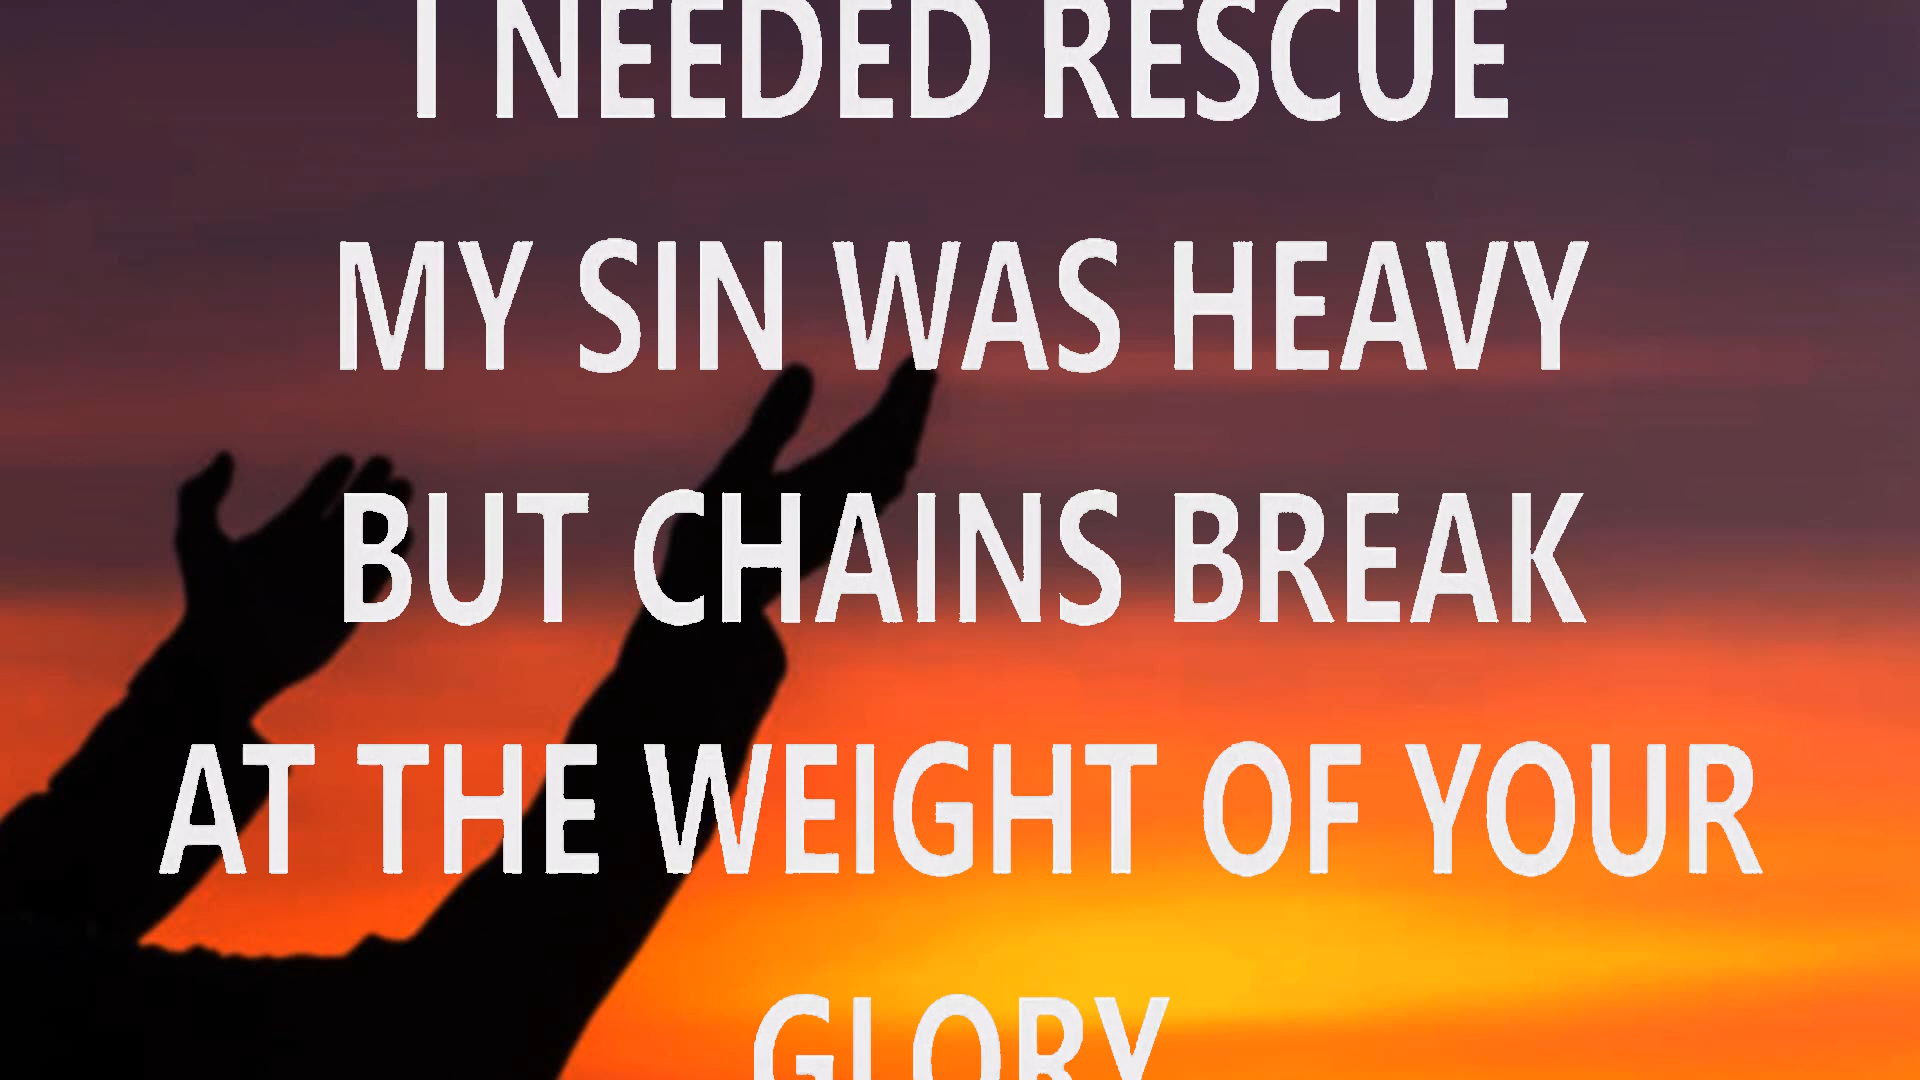 I NEEDED RESCUE
MY SIN WAS HEAVY
BUT CHAINS BREAK
AT THE WEIGHT OF YOUR
GLORY